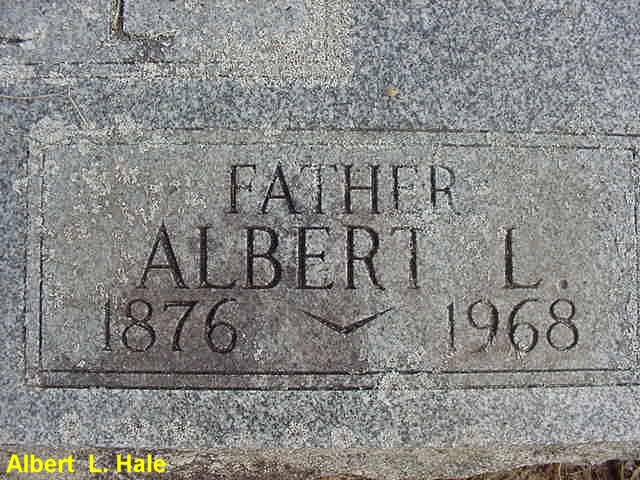 FATHER
ALBERT L.
1876 1968
Albert L. Hale